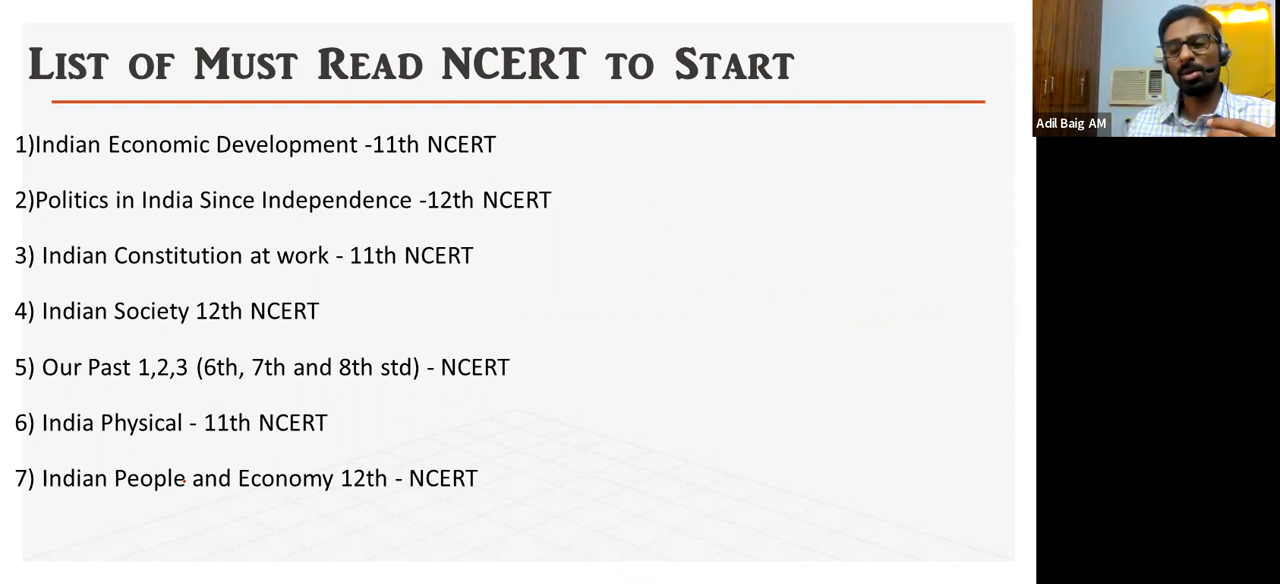 List of Must Read NCERT to Start
1)Indian Economic Development -11th NCERT
2)Politics in India Since Independence -12th NCERT
3) Indian Constitution at work - 11th NCERT
4) Indian Society 12th NCERT
5) Our Past 1,2,3 (6th, 7th and 8th std) - NCERT
6) India Physical - 11th NCERT
7) Indian People and Economy 12th - NCERT
Adil Baig AM